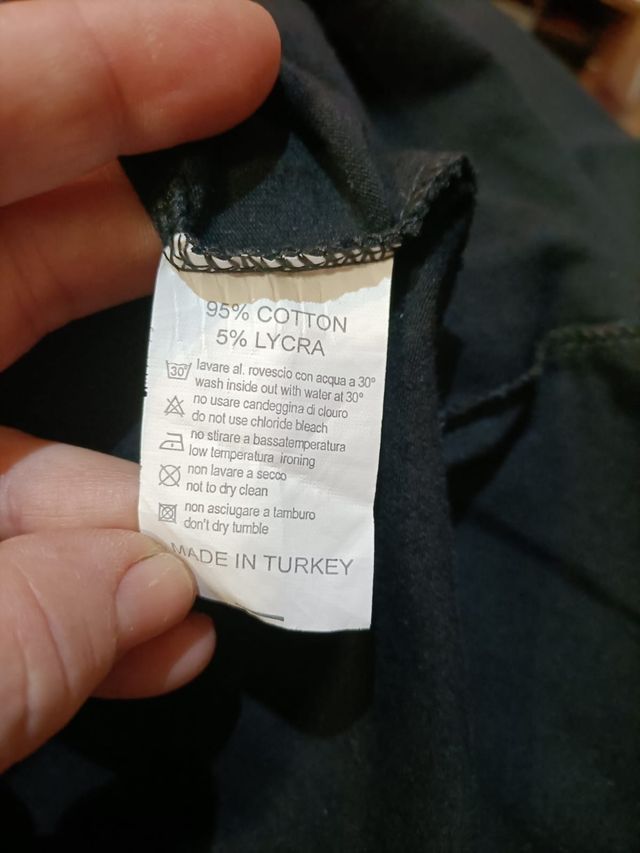 95% COTTON
5% LYCRA
30° lavare al. rovescio con acqua a 30°
wash inside out with water at 30°
no usare candeggina di clouro
do not use chloride bleach
no stirare a bassatemperatura
low temperatura ironing
non lavare a secco
not to dry clean
non asciugare a tamburo
don't dry tumble
MADE IN TURKEY